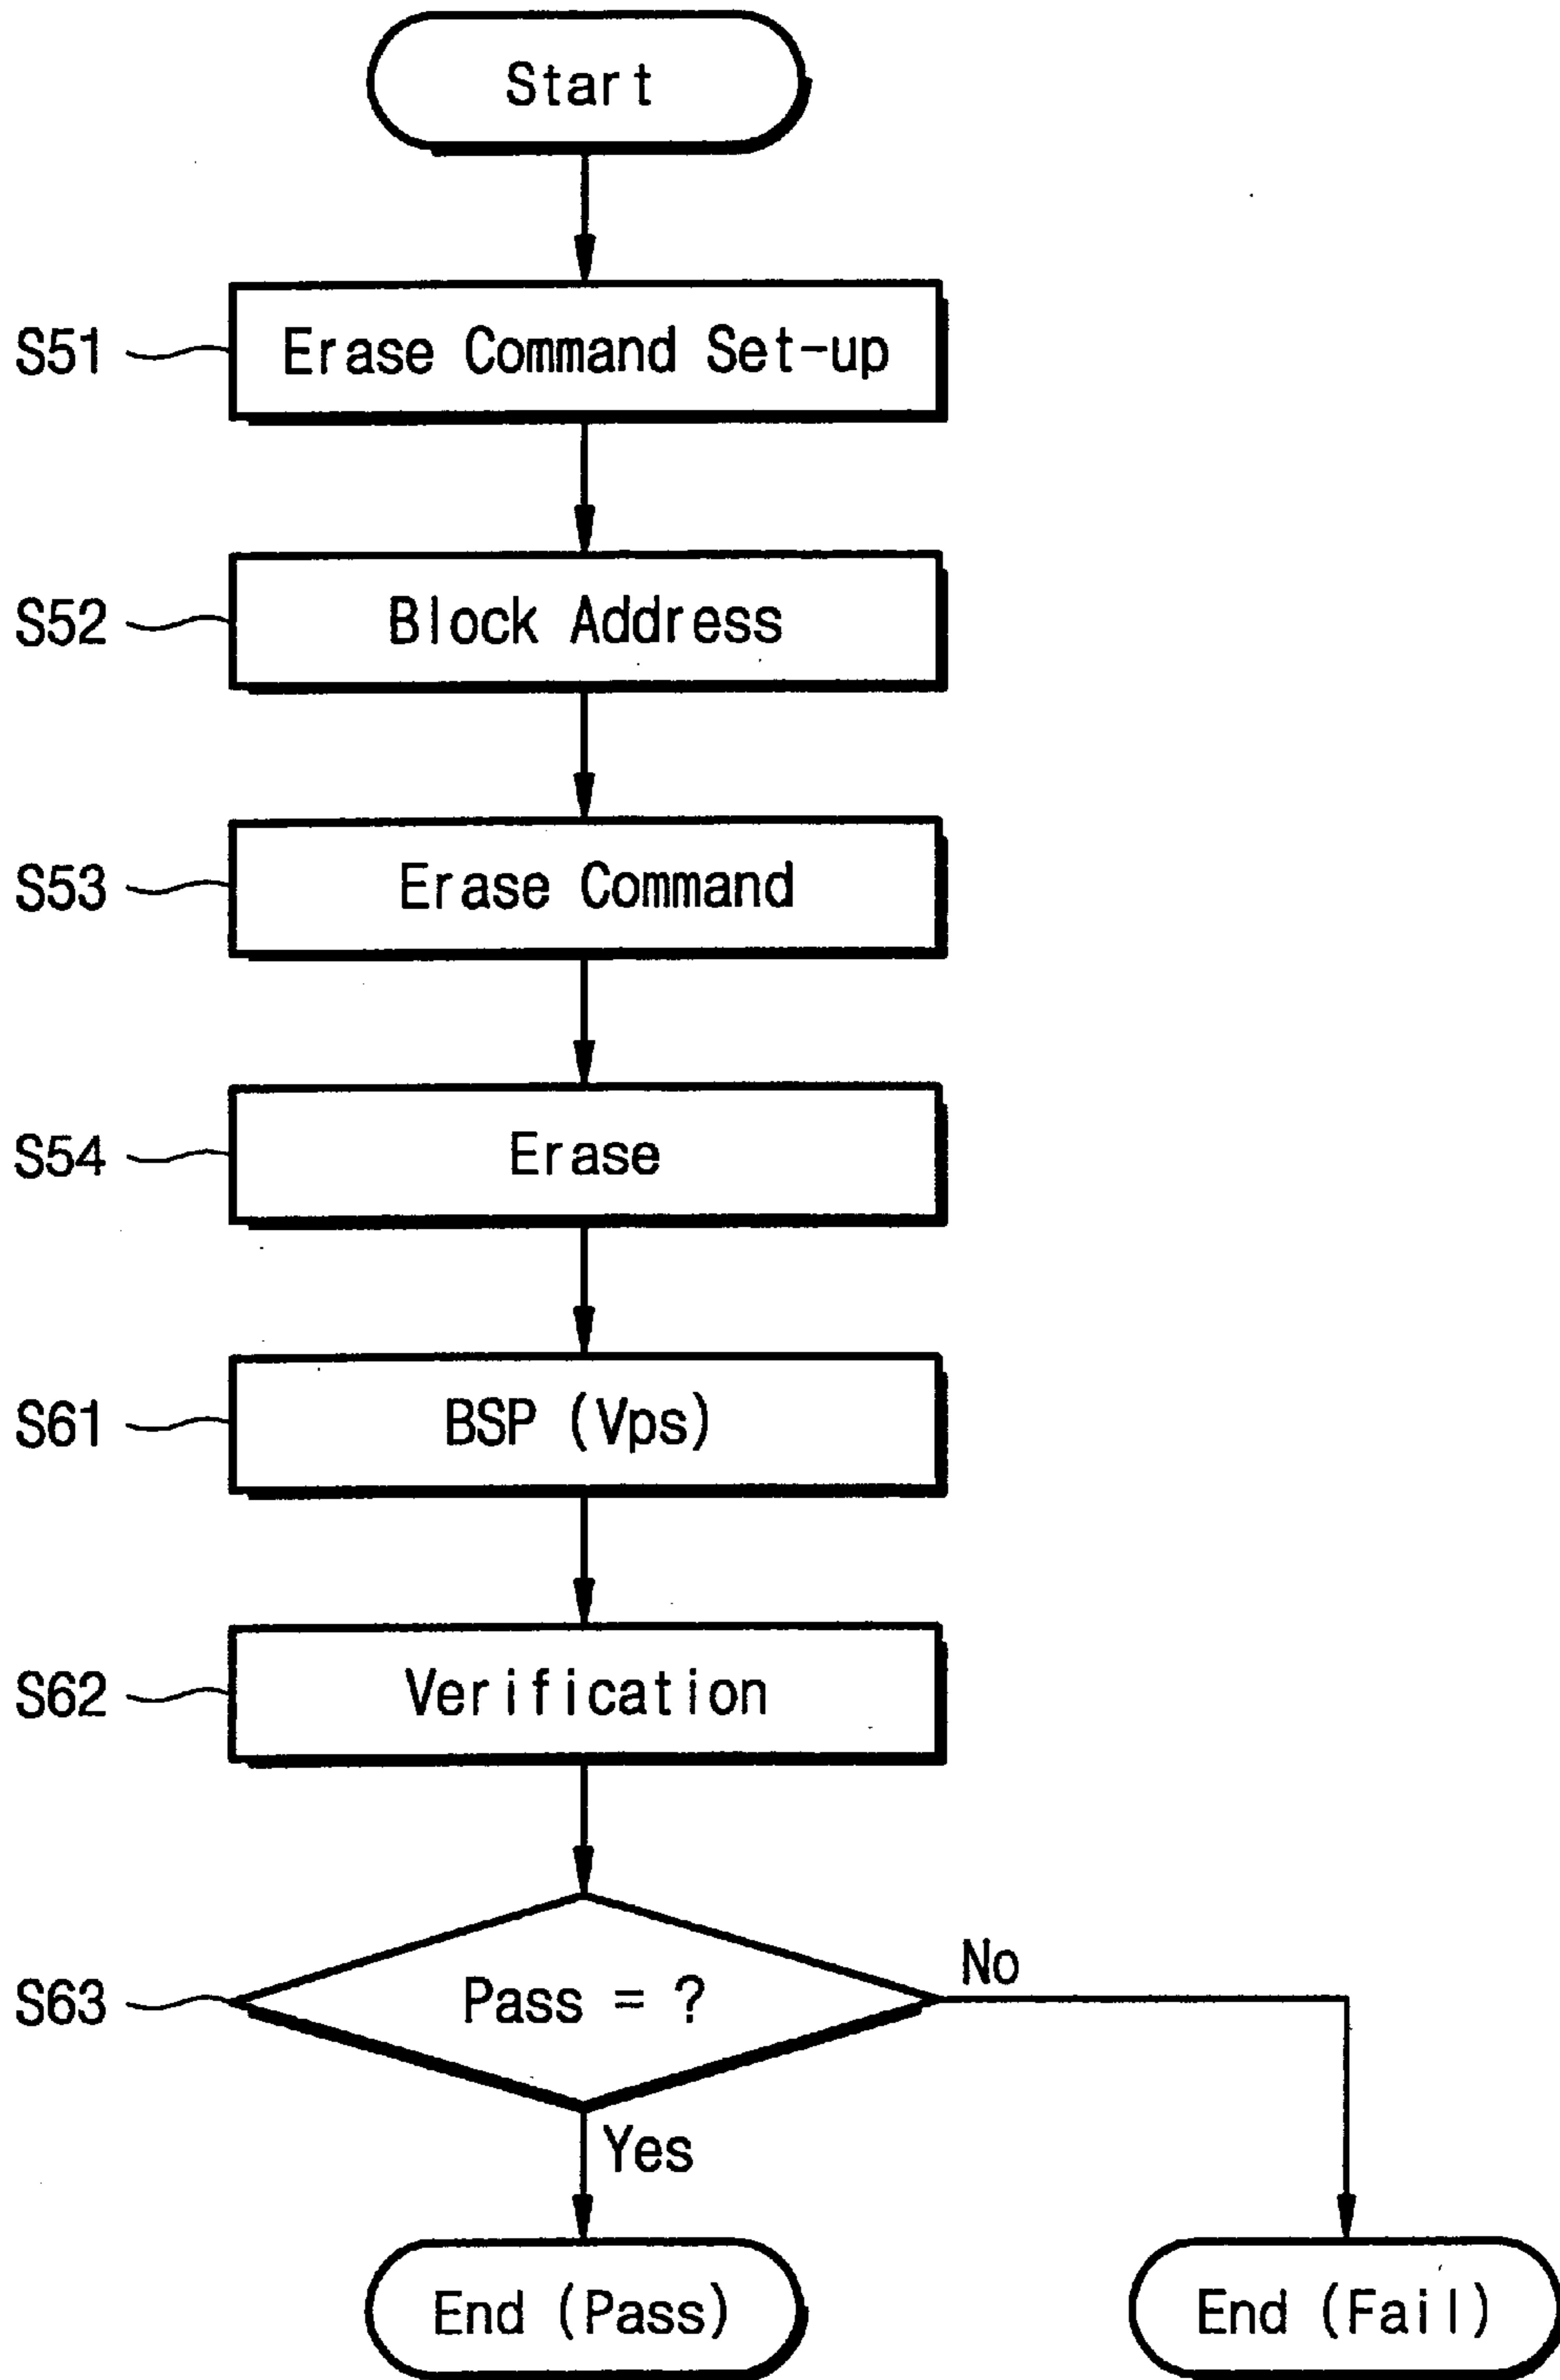 Start
S51
Erase Command Set-up
S52
Block Address
S53
Erase Command
S54
Erase
S61
BSP (Vps)
S62
Verification
S63
Pass = ?
No
Yes
End (Pass)
End (Fail)